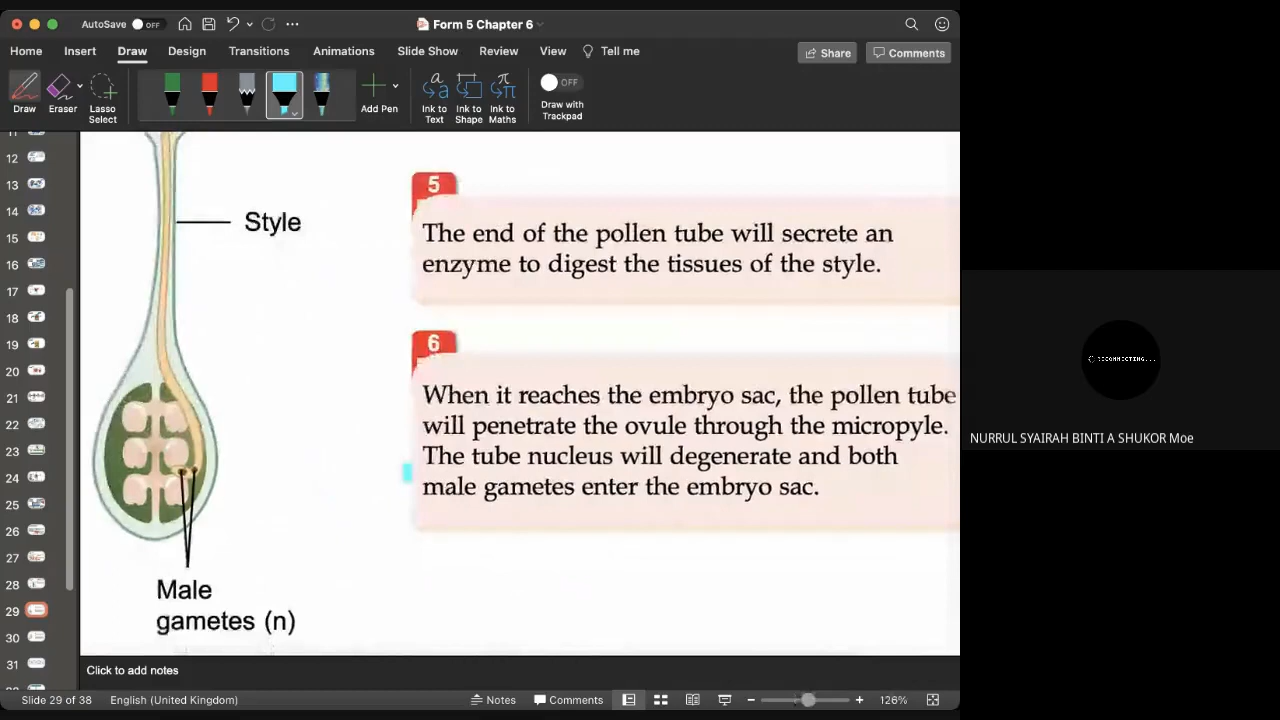 AutoSave OFF
Form 5 Chapter 6
Home Insert Draw Design Transitions Animations Slide Show Review View Tell me
Share Comments
Draw Eraser Lasso Select Add Pen Ink to Text Ink to Shape Ink to Maths Draw with Trackpad OFF
12
13
14
15
16
17
18
19
20
21
22
23
24
25
26
27
28
29
30
31
Style
Male
gametes (n)
5
The end of the pollen tube will secrete an
enzyme to digest the tissues of the style.
6
When it reaches the embryo sac, the pollen tube
will penetrate the ovule through the micropyle.
The tube nucleus will degenerate and both
male gametes enter the embryo sac.
RECONNECTING...
NURRUL SYAIRAH BINTI A SHUKOR Moe
Click to add notes
Slide 29 of 38 English (United Kingdom) Notes Comments 126%